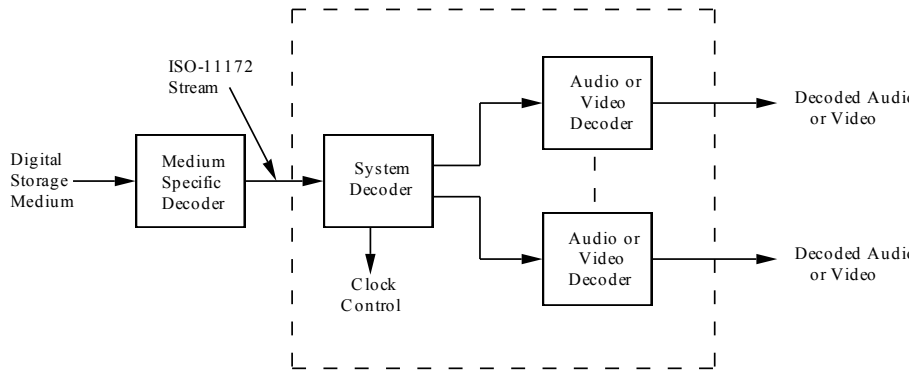 ISO-11172
Stream
Digital
Storage
Medium
Medium
Specific
Decoder
System
Decoder
Clock
Control
Audio or
Video
Decoder
Decoded Audio
or Video
Audio or
Video
Decoder
Decoded Audio
or Video